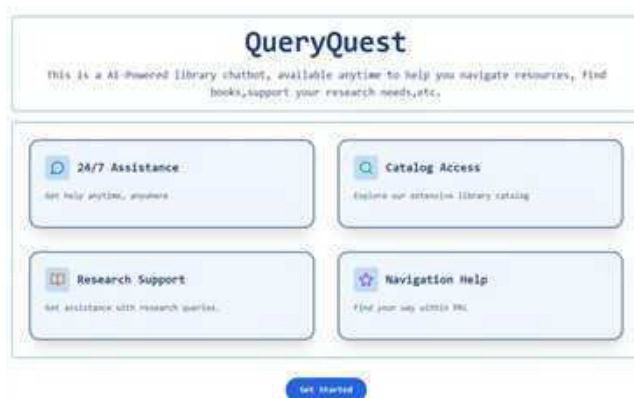 QueryQuest
This is a AI-Powered library chatbot, available anytime to help you navigate resources, find
books,support your research needs,etc.
24/7 Assistance
Get help anytime, anywhere
Catalog Access
Explore our extensive library catalog
Research Support
Get assistance with research queries.
Navigation Help
Find your way within
Get Started